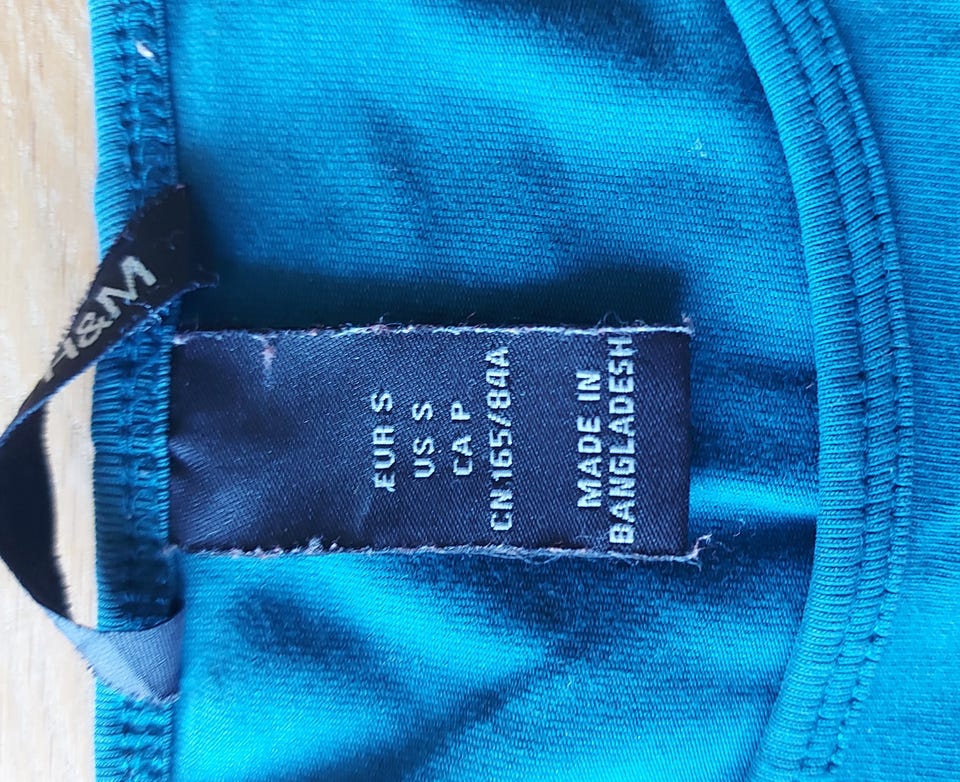 H&M
EUR S
US S
CA P
CN 165/84A
MADE IN
BANGLADESH